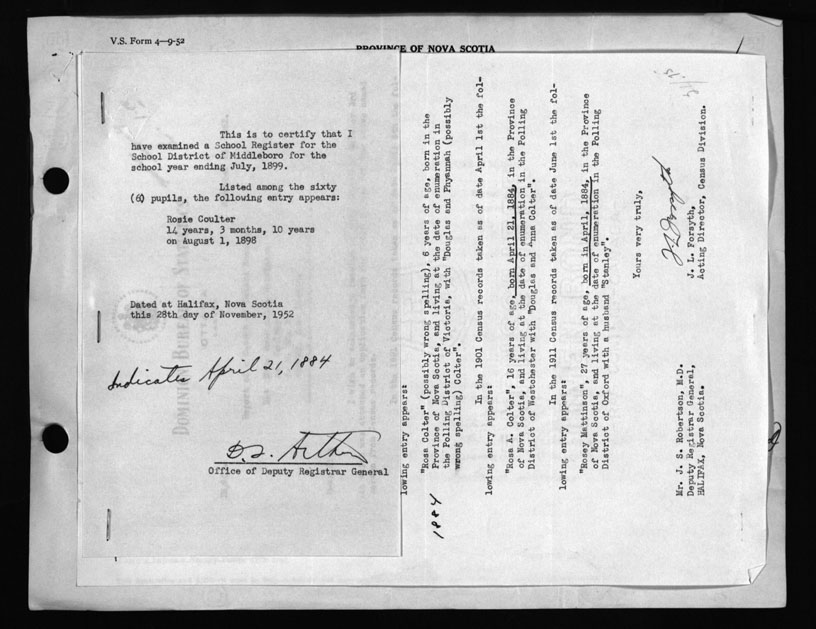 V.S. Form 4—9-52
PROVINCE OF NOVA SCOTIA
This is to certify that I
have examined a School Register for the
School District of Middleboro for the
school year ending July, 1899.
Listed among the sixty
(6) pupils, the following entry appears:
Rosie Coulter
14 years, 3 months, 10 years
on August 1, 1898
Dated at Halifax, Nova Scotia
this 28th day of November, 1952
Indicates April 21, 1884
Office of Deputy Registrar General
lowing entry appears:
"Rosa Colter" (possibly wrong spelling), 6 years of age, born in the
Province of Nova Scotia, and living at the date of enumeration in
the Polling District of Victoria, with "Douglas and Phyannah (possibly
wrong spelling) Colter".
1884
In the 1901 Census records taken as of date April 1st the fol-
lowing entry appears:
"Rosa A. Colter", 16 years of age, born April 21, 1884, in the Province
of Nova Scotia, and living at the date of enumeration in the Polling
District of Westchester with "Douglas and Anna Colter".
In the 1911 Census records taken as of date June 1st the fol-
lowing entry appears:
"Rosey Mattinson", 27 years of age, born in April, 1884, in the Province
of Nova Scotia, and living at the date of enumeration in the Polling
District of Oxford with a husband "Stanley".
Yours very truly,
J. L. Forsyth,
Acting Director, Census Division.
Mr. J. S. Robertson, M.D.
Deputy Registrar General,
HALIFAX, Nova Scotia.